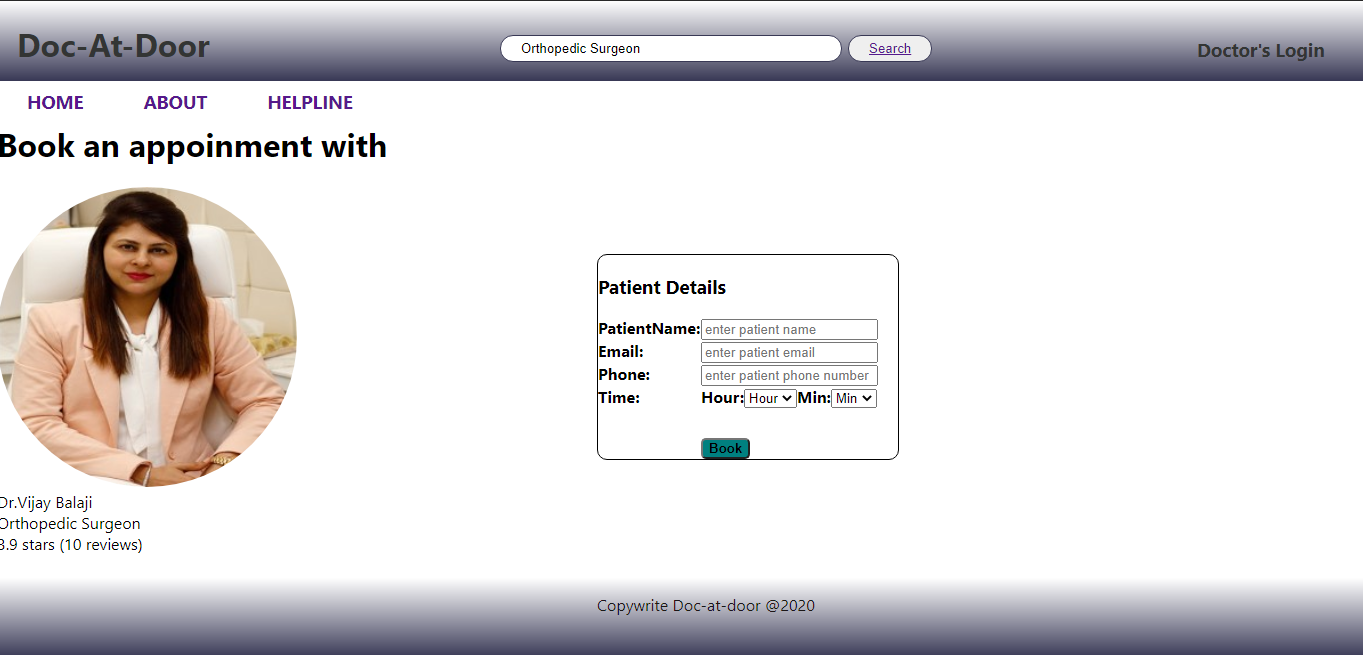 Doc-At-Door
Orthopedic Surgeon
Search
Doctor's Login
HOME
ABOUT
HELPLINE
Book an appoinment with
Dr.Vijay Balaji
Orthopedic Surgeon
3.9 stars (10 reviews)
Patient Details
PatientName: enter patient name
Email: enter patient email
Phone: enter patient phone number
Time: Hour: Hour Min: Min
Book
Copywrite Doc-at-door @2020